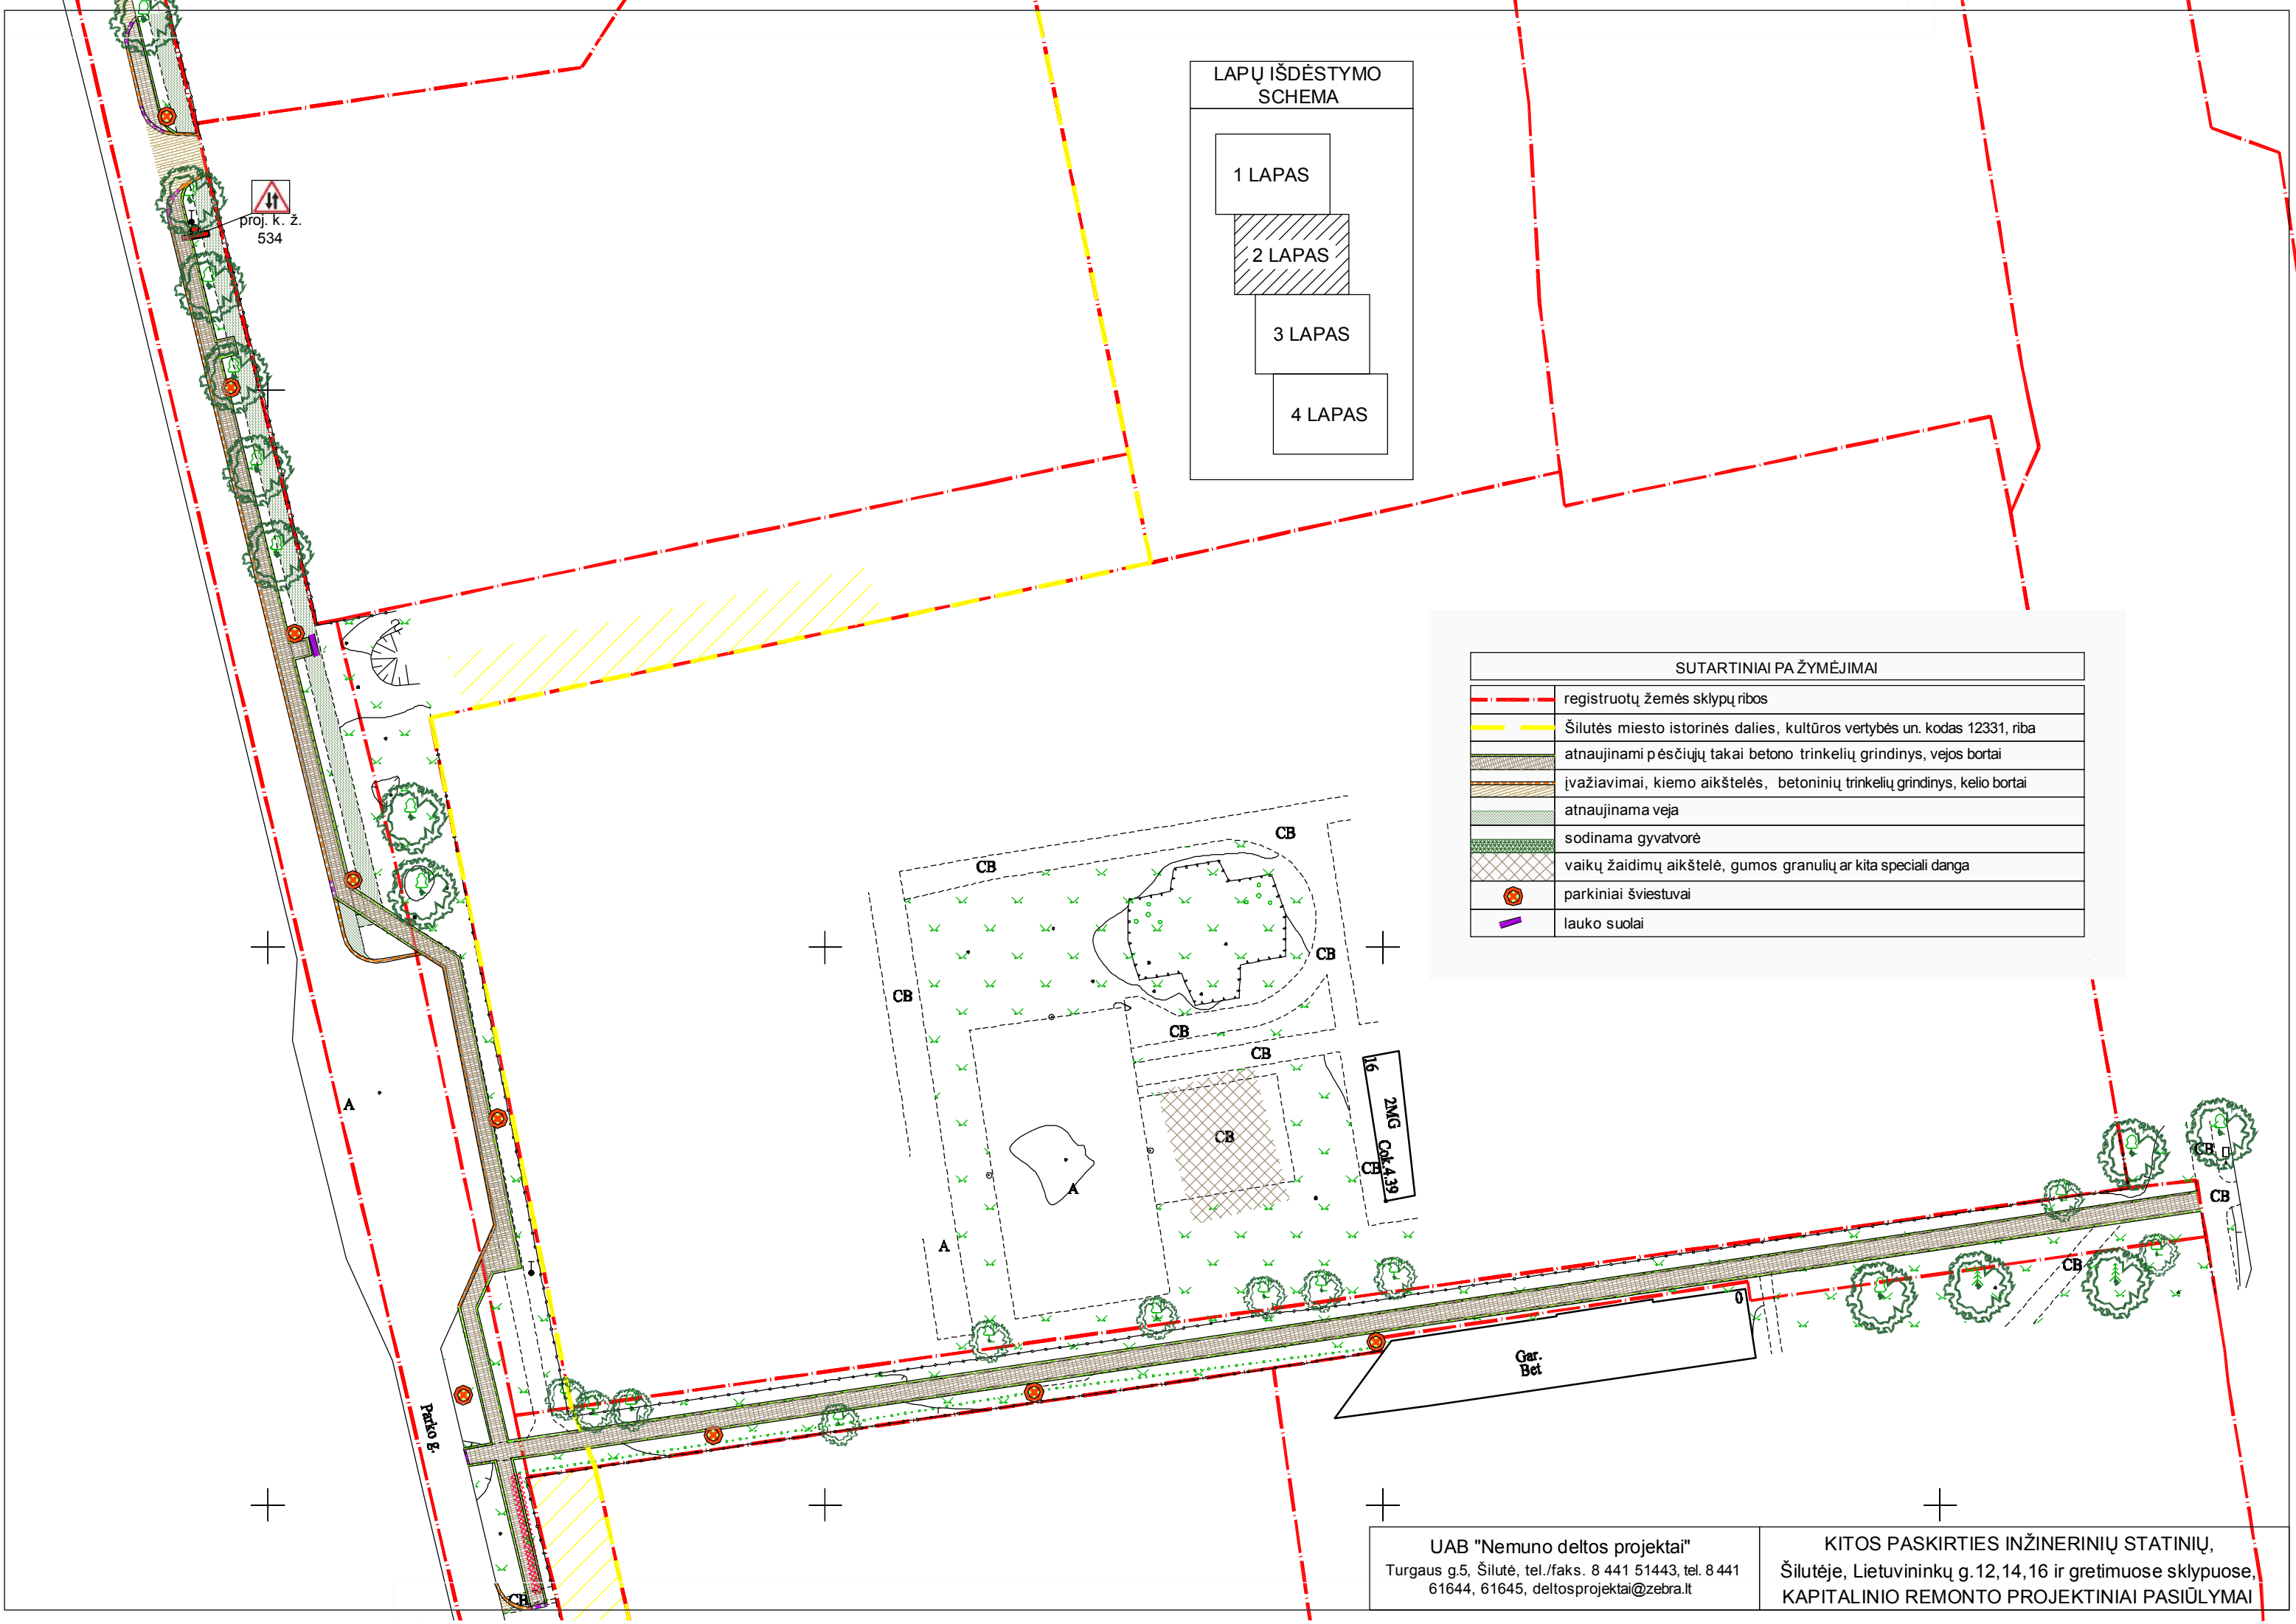 LAPŲ IŠDĖSTYMO
SCHEMA
1 LAPAS
2 LAPAS
3 LAPAS
4 LAPAS
proj. k. ž.
534
SUTARTINIAI PAŽYMĖJIMAI
registruotų žemės sklypų ribos
Šilutės miesto istorinės dalies, kultūros vertybės un. kodas 12331, riba
atnaujinami pėsčiųjų takai betono trinkelių grindinys, vejos bortai
įvažiavimai, kiemo aikštelės, betoninių trinkelių grindinys, kelio bortai
atnaujinama veja
sodinama gyvatvorė
vaikų žaidimų aikštelė, gumos granulių ar kita speciali danga
parkiniai šviestuvai
lauko suolai
CB
CB
CB
CB
CB
CB
16
2MG
Cok.4.39
CB
CB
A
A
A
CB
CB
CB
0
Gar.
Bet
Parko g.
CB
UAB "Nemuno deltos projektai"
Turgaus g.5, Šilutė, tel./faks. 8 441 51443, tel. 8 441
61644, 61645, deltosprojektai@zebra.lt
KITOS PASKIRTIES INŽINERINIŲ STATINIŲ,
Šilutėje, Lietuvininkų g.12,14,16 ir gretimuose sklypuose,
KAPITALINIO REMONTO PROJEKTINIAI PASIŪLYMAI